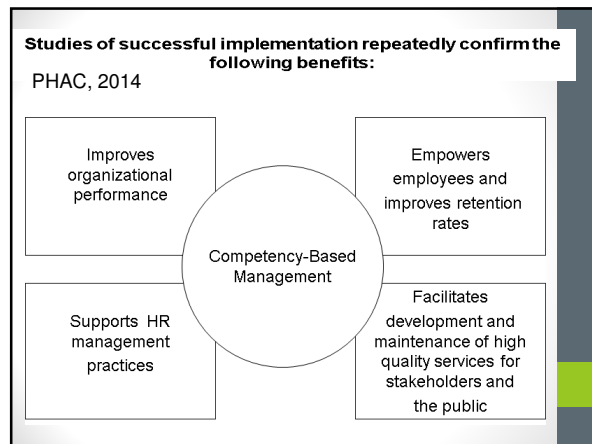 Studies of successful implementation repeatedly confirm the
following benefits:
PHAC, 2014
Improves
organizational
performance
Empowers
employees and
improves retention
rates
Competency-Based
Management
Supports HR
management
practices
Facilitates
development and
maintenance of high
quality services for
stakeholders and
the public